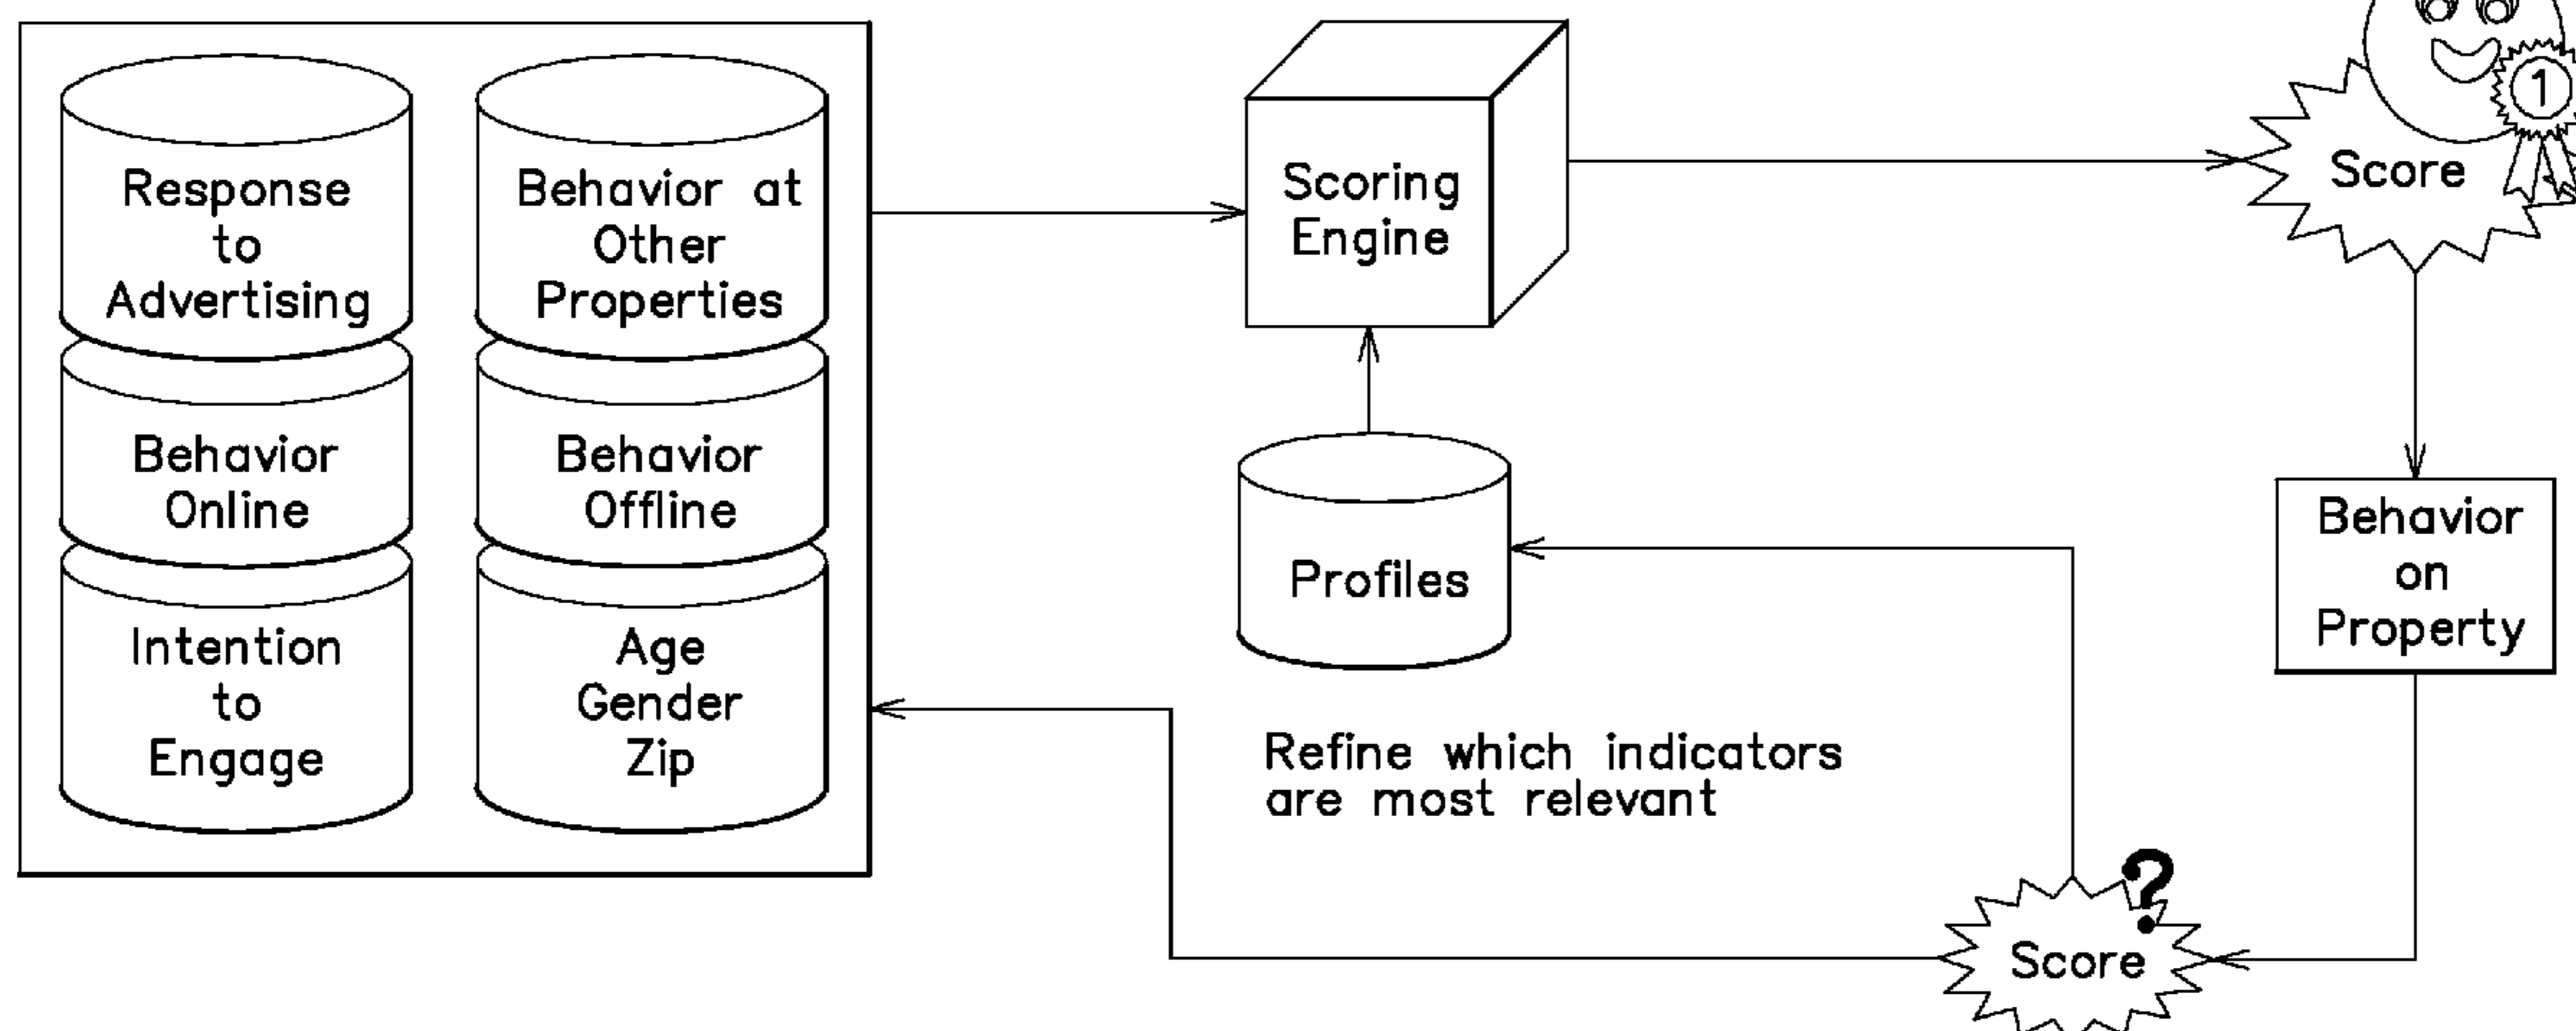 Response
to
Advertising
Behavior at
Other
Properties
Behavior
Online
Behavior
Offline
Intention
to
Engage
Age
Gender
Zip
Scoring
Engine
Profiles
Refine which indicators
are most relevant
1
Score
Behavior
on
Property
?
Score